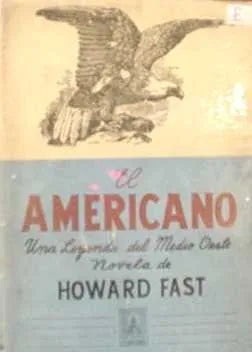 El
AMERICANO
Una Leyenda del Medio Oeste
Novela de
HOWARD FAST